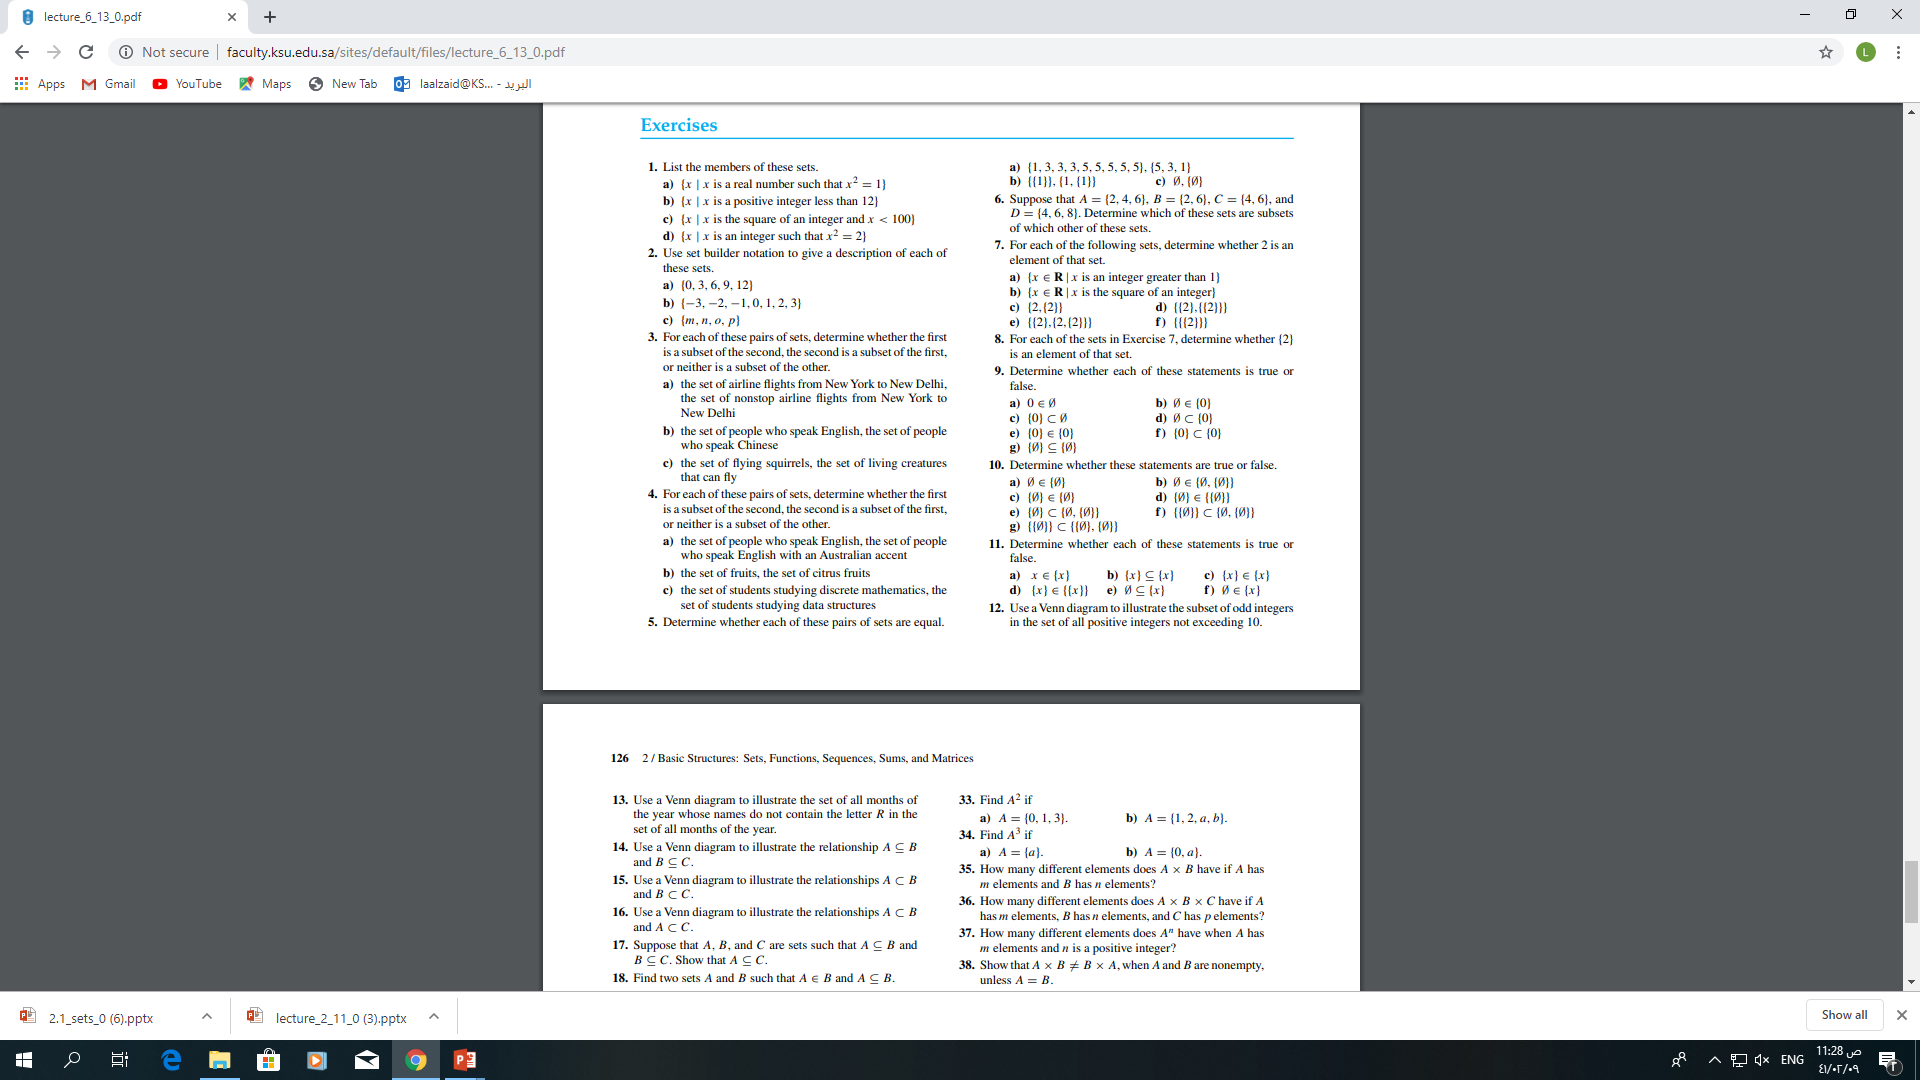 lecture_6_13_0.pdf
Not secure | faculty.ksu.edu.sa/sites/default/files/lecture_6_13_0.pdf
L
Apps Gmail YouTube Maps New Tab laalzaid@KS... - البريد
Exercises
1. List the members of these sets.
a) {x | x is a real number such that x² = 1}
b) {x | x is a positive integer less than 12}
c) {x | x is the square of an integer and x < 100}
d) {x | x is an integer such that x² = 2}
2. Use set builder notation to give a description of each of
these sets.
a) {0, 3, 6, 9, 12}
b) {−3, −2, −1, 0, 1, 2, 3}
c) {m, n, o, p}
3. For each of these pairs of sets, determine whether the first
is a subset of the second, the second is a subset of the first,
or neither is a subset of the other.
a) the set of airline flights from New York to New Delhi,
the set of nonstop airline flights from New York to
New Delhi
b) the set of people who speak English, the set of people
who speak Chinese
c) the set of flying squirrels, the set of living creatures
that can fly
4. For each of these pairs of sets, determine whether the first
is a subset of the second, the second is a subset of the first,
or neither is a subset of the other.
a) the set of people who speak English, the set of people
who speak English with an Australian accent
b) the set of fruits, the set of citrus fruits
c) the set of students studying discrete mathematics, the
set of students studying data structures
5. Determine whether each of these pairs of sets are equal.
a) {1, 3, 3, 3, 5, 5, 5, 5, 5}, {5, 3, 1}
b) {{1}}, {1, {1}} c) ∅, {∅}
6. Suppose that A = {2, 4, 6}, B = {2, 6}, C = {4, 6}, and
D = {4, 6, 8}. Determine which of these sets are subsets
of which other of these sets.
7. For each of the following sets, determine whether 2 is an
element of that set.
a) {x ∈ R | x is an integer greater than 1}
b) {x ∈ R | x is the square of an integer}
c) {2,{2}} d) {{2},{{2}}}
e) {{2},{2,{2}}} f) {{{2}}}
8. For each of the sets in Exercise 7, determine whether {2}
is an element of that set.
9. Determine whether each of these statements is true or
false.
a) 0 ∈ ∅ b) ∅ ∈ {0}
c) {0} ⊂ ∅ d) ∅ ⊂ {0}
e) {0} ∈ {0} f) {0} ⊂ {0}
g) {∅} ⊆ {∅}
10. Determine whether these statements are true or false.
a) ∅ ∈ {∅} b) ∅ ∈ {∅, {∅}}
c) {∅} ∈ {∅} d) {∅} ∈ {{∅}}
e) {∅} ⊂ {∅, {∅}} f) {{∅}} ⊂ {∅, {∅}}
g) {{∅}} ⊂ {{∅}, {∅}}
11. Determine whether each of these statements is true or
false.
a) x ∈ {x} b) {x} ⊆ {x} c) {x} ∈ {x}
d) {x} ∈ {{x}} e) ∅ ⊆ {x} f) ∅ ∈ {x}
12. Use a Venn diagram to illustrate the subset of odd integers
in the set of all positive integers not exceeding 10.
126 2 / Basic Structures: Sets, Functions, Sequences, Sums, and Matrices
13. Use a Venn diagram to illustrate the set of all months of
the year whose names do not contain the letter R in the
set of all months of the year.
14. Use a Venn diagram to illustrate the relationship A ⊆ B
and B ⊆ C.
15. Use a Venn diagram to illustrate the relationships A ⊂ B
and B ⊂ C.
16. Use a Venn diagram to illustrate the relationships A ⊂ B
and A ⊂ C.
17. Suppose that A, B, and C are sets such that A ⊆ B and
B ⊆ C. Show that A ⊆ C.
18. Find two sets A and B such that A ∈ B and A ⊆ B.
33. Find A² if
a) A = {0, 1, 3}. b) A = {1, 2, a, b}.
34. Find A³ if
a) A = {a}. b) A = {0, a}.
35. How many different elements does A × B have if A has
m elements and B has n elements?
36. How many different elements does A × B × C have if A
has m elements, B has n elements, and C has p elements?
37. How many different elements does Aⁿ have when A has
m elements and n is a positive integer?
38. Show that A × B ≠ B × A, when A and B are nonempty,
unless A = B.
2.1_sets_0 (6).pptx lecture_2_11_0 (3).pptx Show all
ENG
11:28 ص
٤١/٠٢/٠٩